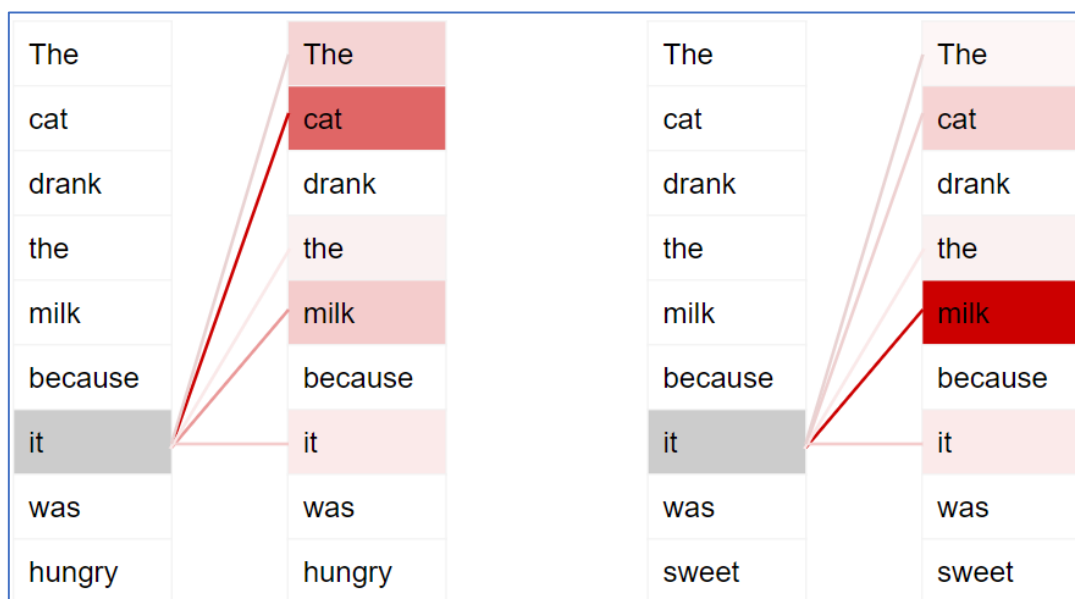 The The The The
cat cat cat cat
drank drank drank drank
the the the the
milk milk milk milk
because because because because
it it it it
was was was was
hungry hungry sweet sweet